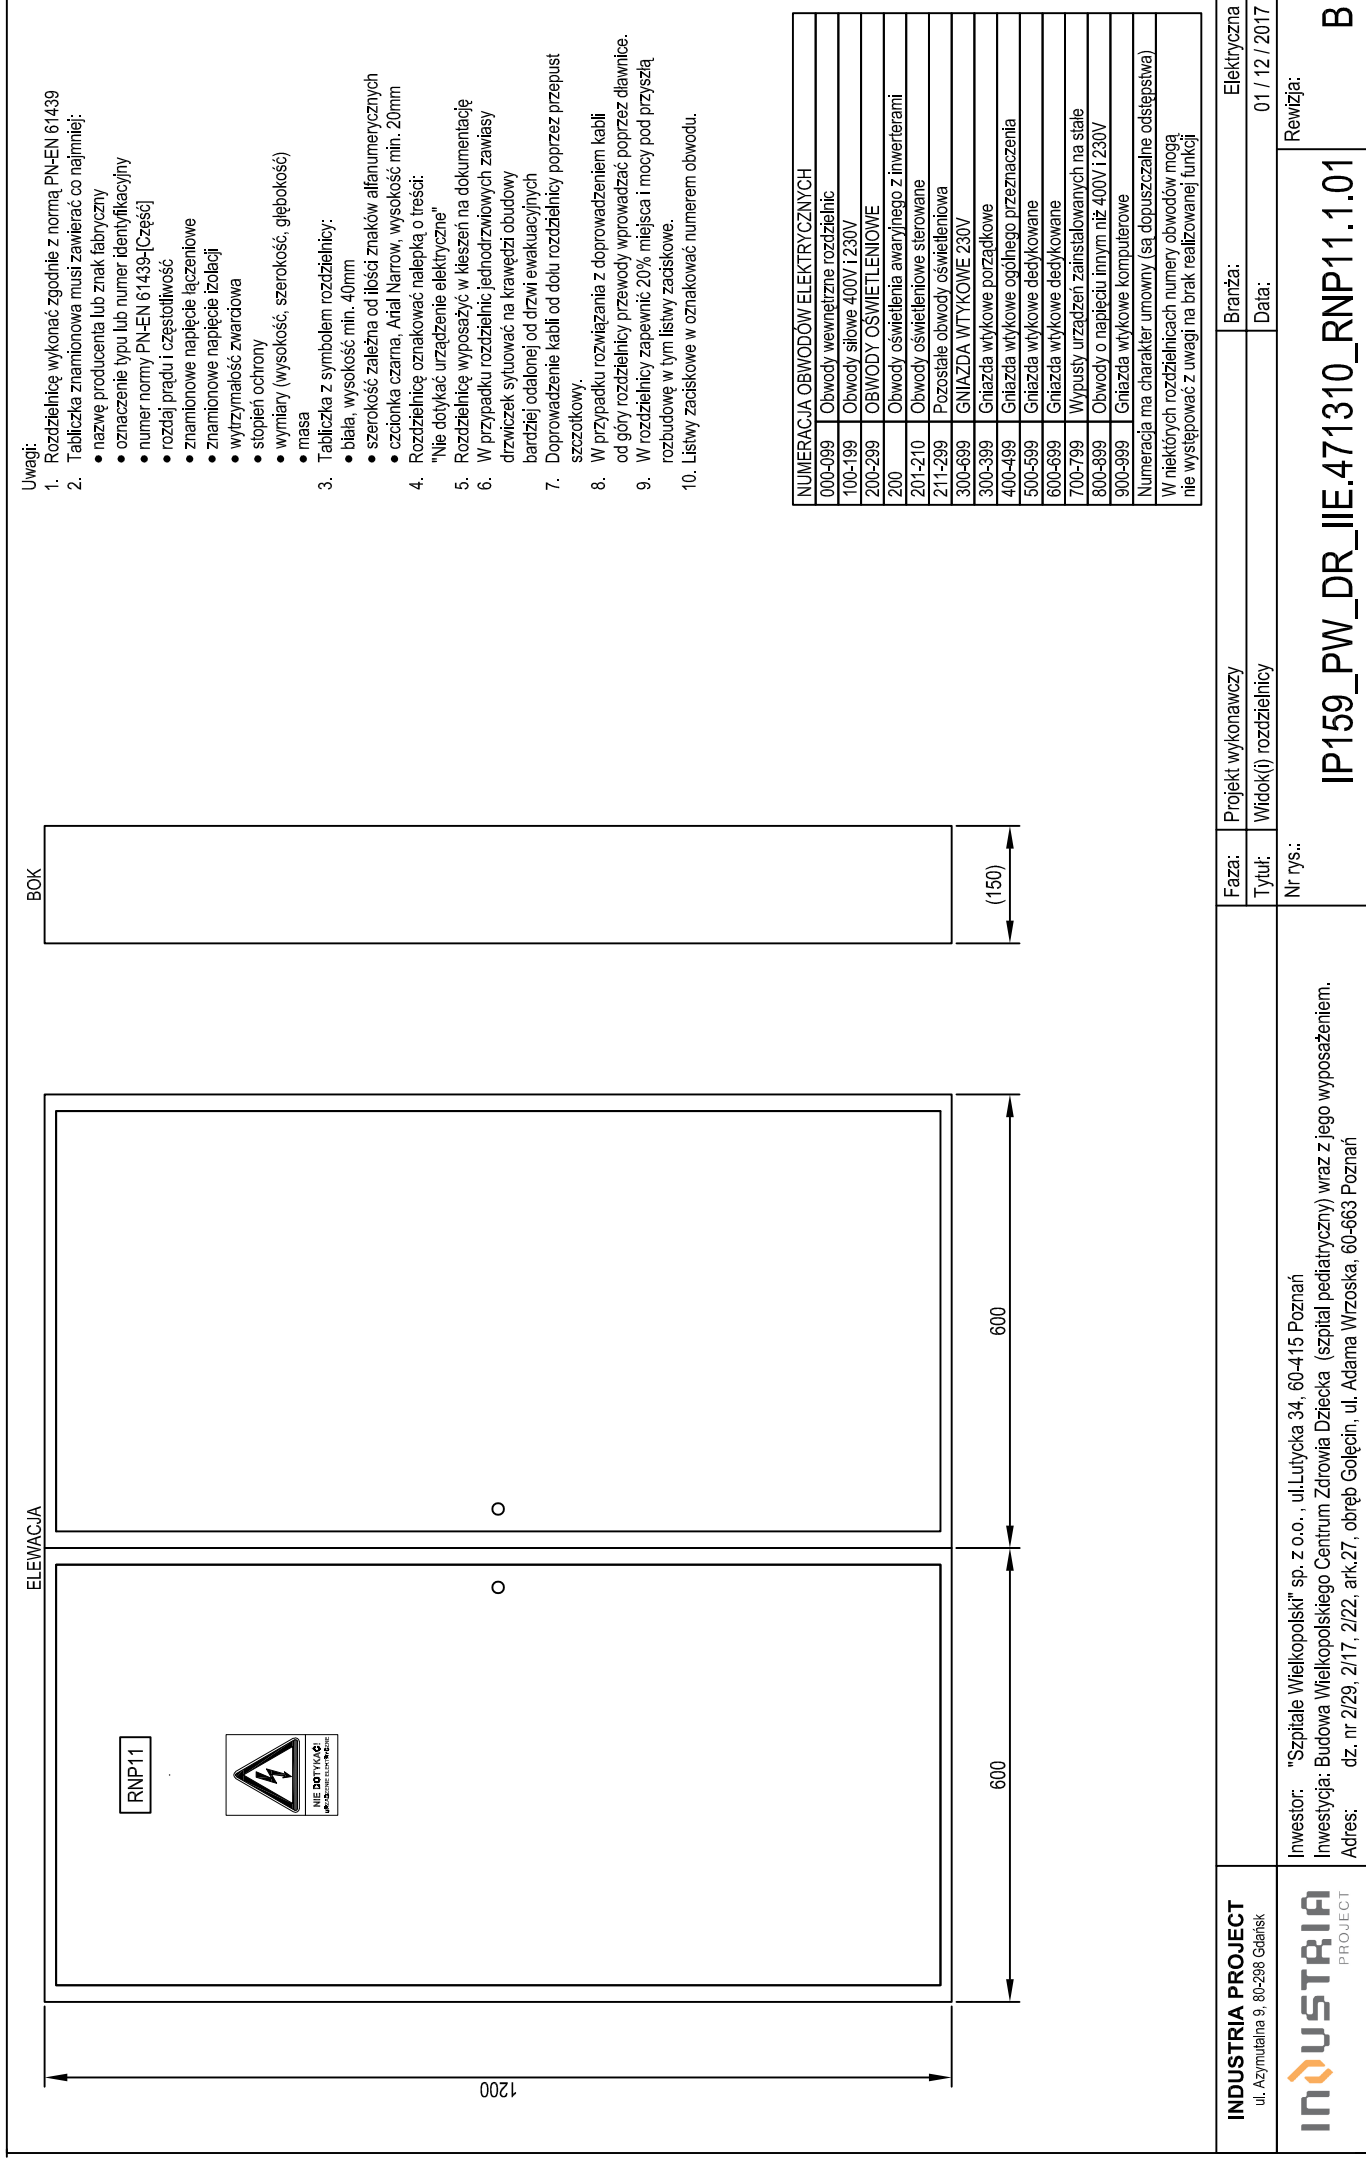 ELEWACJA
BOK
RNP11
NIE DOTYKAĆ!
URZĄDZENIE ELEKTRYCZNE
1200
600
600
(150)
Uwagi:
1. Rozdzielnicę wykonać zgodnie z normą PN-EN 61439
2. Tabliczka znamionowa musi zawierać co najmniej:
• nazwę producenta lub znak fabryczny
• oznaczenie typu lub numer identyfikacyjny
• numer normy PN-EN 61439-[Część]
• rozdaj prądu i częstotliwość
• znamionowe napięcie łączeniowe
• znamionowe napięcie izolacji
• wytrzymałość zwarciowa
• stopień ochrony
• wymiary (wysokość, szerokość, głębokość)
• masa
3. Tabliczka z symbolem rozdzielnicy:
• biała, wysokość min. 40mm
• szerokość zależna od ilości znaków alfanumerycznych
• czcionka czarna, Arial Narrow, wysokość min. 20mm
4. Rozdzielnicę oznakować nalepką o treści:
"Nie dotykać urządzenie elektryczne"
5. Rozdzielnicę wyposażyć w kieszeń na dokumentację
6. W przypadku rozdzielnic jednodrzwiowych zawiasy
drzwiczek sytuować na krawędzi obudowy
bardziej odalonej od drzwi ewakuacyjnych
7. Doprowadzenie kabli od dołu rozdzielnicy poprzez przepust
szczotkowy.
8. W przypadku rozwiązania z doprowadzeniem kabli
od góry rozdzielnicy przewody wprowadzać poprzez dławnice.
9. W rozdzielnicy zapewnić 20% miejsca i mocy pod przyszłą
rozbudowę w tym listwy zaciskowe.
10. Listwy zaciskowe w oznakować numerem obwodu.
NUMERACJA OBWODÓW ELEKTRYCZNYCH
000-099 Obwody wewnętrzne rozdzielnic
100-199 Obwody siłowe 400V i 230V
200-299 OBWODY OŚWIETLENIOWE
200 Obwody oświetlenia awaryjnego z inwerterami
201-210 Obwody oświetleniowe sterowane
211-299 Pozostałe obwody oświetleniowa
300-699 GNIAZDA WTYKOWE 230V
300-399 Gniazda wtykowe porządkowe
400-499 Gniazda wtykowe ogólnego przeznaczenia
500-599 Gniazda wtykowe dedykowane
600-699 Gniazda wtykowe dedykowane
700-799 Wypusty urządzeń zainstalowanych na stałe
800-899 Obwody o napięciu innym niż 400V i 230V
900-999 Gniazda wtykowe komputerowe
Numeracja ma charakter umowny (są dopuszczalne odstępstwa)
W niektórych rozdzielnicach numery obwodów mogą
nie występować z uwagi na brak realizowanej funkcji
INDUSTRIA PROJECT
ul. Azymutalna 9, 80-298 Gdańsk
INDUSTRIA
PROJECT
Inwestor: "Szpitale Wielkopolski" sp. z o.o. , ul.Lutycka 34, 60-415 Poznań
Inwestycja: Budowa Wielkopolskiego Centrum Zdrowia Dziecka (szpital pediatryczny) wraz z jego wyposażeniem.
Adres: dz. nr 2/29, 2/17, 2/22, ark.27, obręb Golęcin, ul. Adama Wrzoska, 60-663 Poznań
Faza: Projekt wykonawczy
Branża: Elektryczna
Tytuł: Widok(i) rozdzielnicy
Data: 01 / 12 / 2017
Nr rys.: IP159_PW_DR_IIE.471310_RNP11.1.01
Rewizja: B